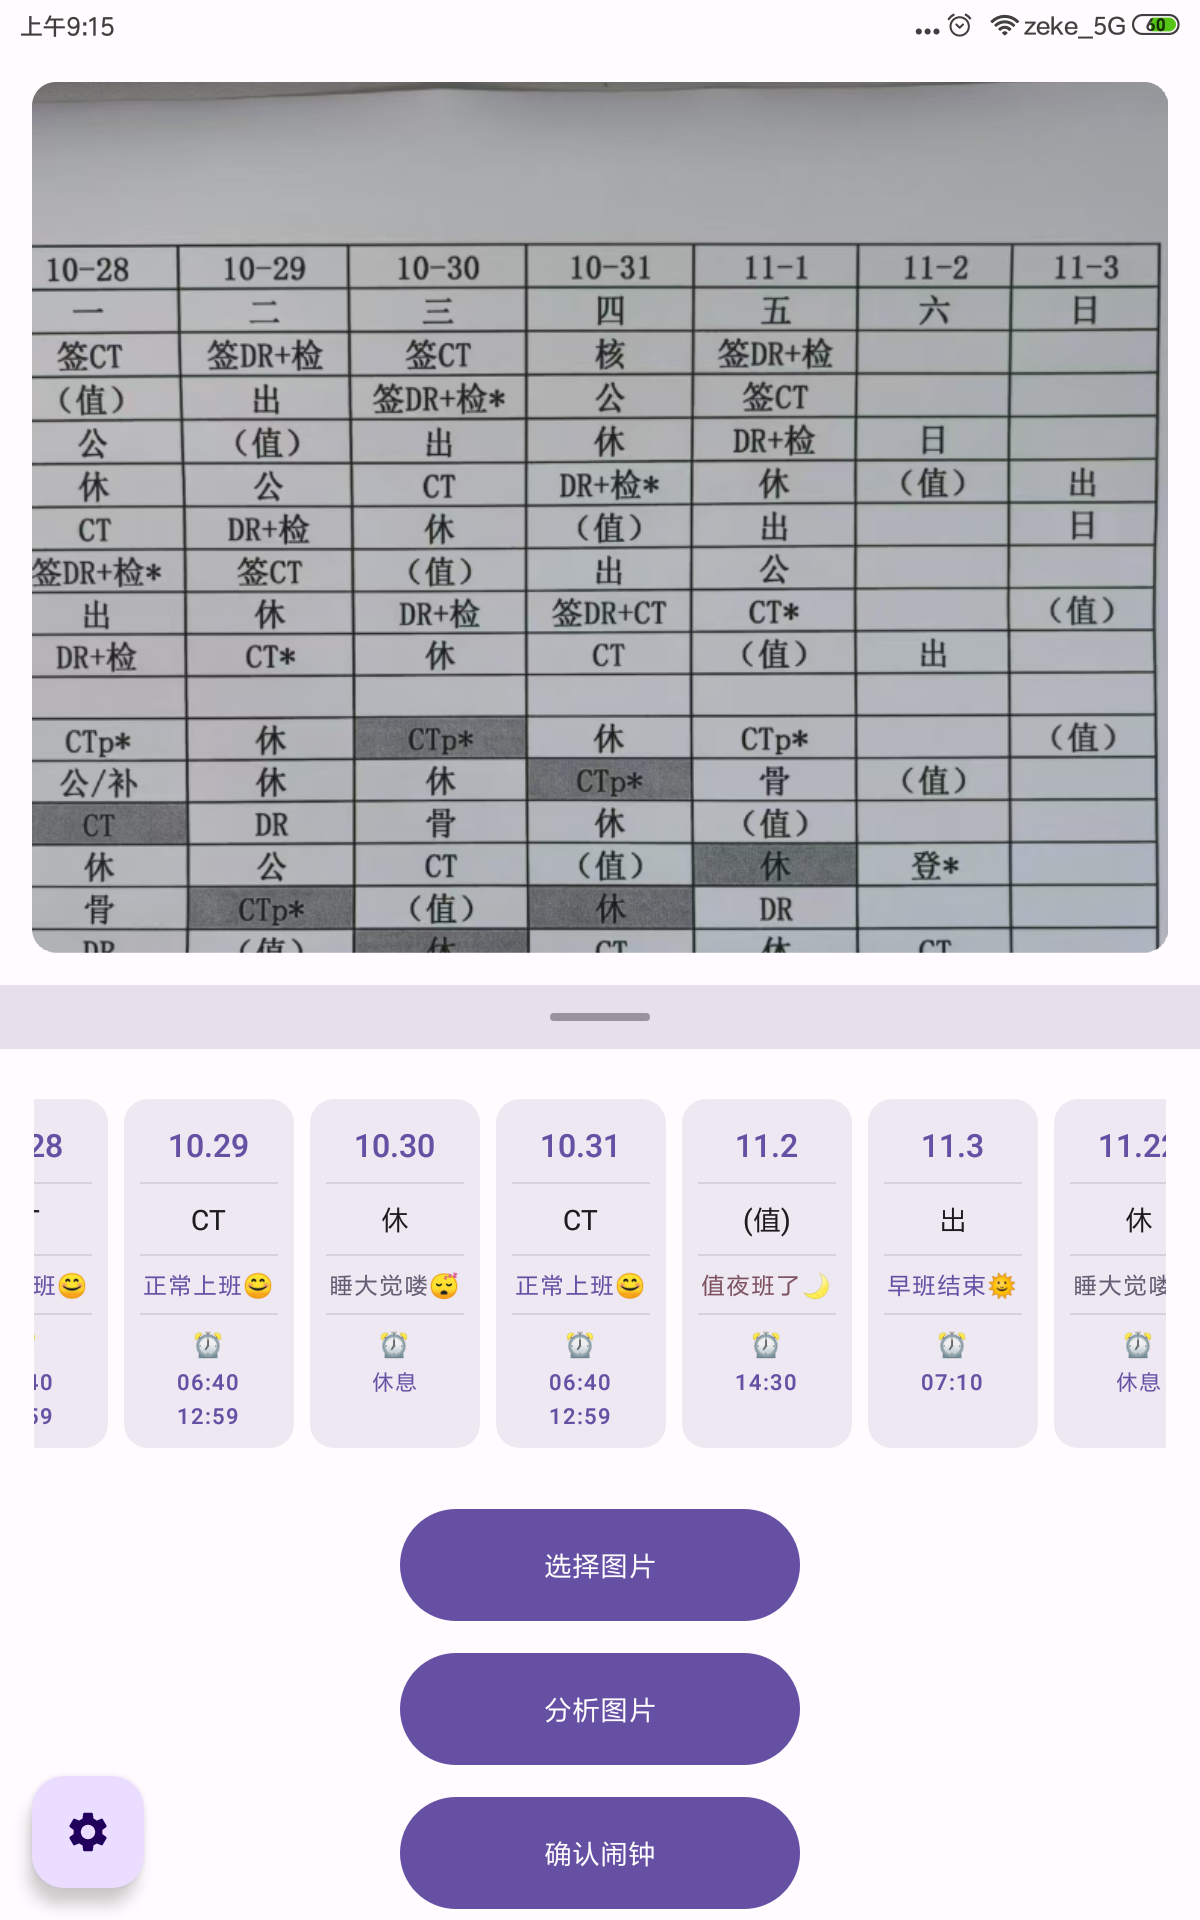 上午9:15 zeke_5G 60
10-28 10-29 10-30 10-31 11-1 11-2 11-3
一 二 三 四 五 六 日
签CT 签DR+检 签CT 核 签DR+检
（值） 出 签DR+检* 公 签CT
公 （值） 出 休 DR+检 日
休 公 CT DR+检* 休 （值） 出
CT DR+检 休 （值） 出 日
签DR+检* 签CT （值） 出 公
出 休 DR+检 签DR+CT CT* （值）
DR+检 CT* 休 CT （值） 出
CTp* 休 CTp* 休 CTp* （值）
公/补 休 休 CTp* 骨 （值）
CT DR 骨 休 （值）
休 公 CT （值） 休 登*
骨 CTp* （值） 休 DR
DR （值） 休 CT 休 CT
28 10.29 10.30 10.31 11.2 11.3 11.22
CT 休 CT (值) 出 休
班😊 正常上班😊 睡大觉喽😴 正常上班😊 值夜班了🌙 早班结束🌞 睡大觉喽
40 06:40 休息 06:40 14:30 07:10 休息
59 12:59 12:59
选择图片
分析图片
确认闹钟